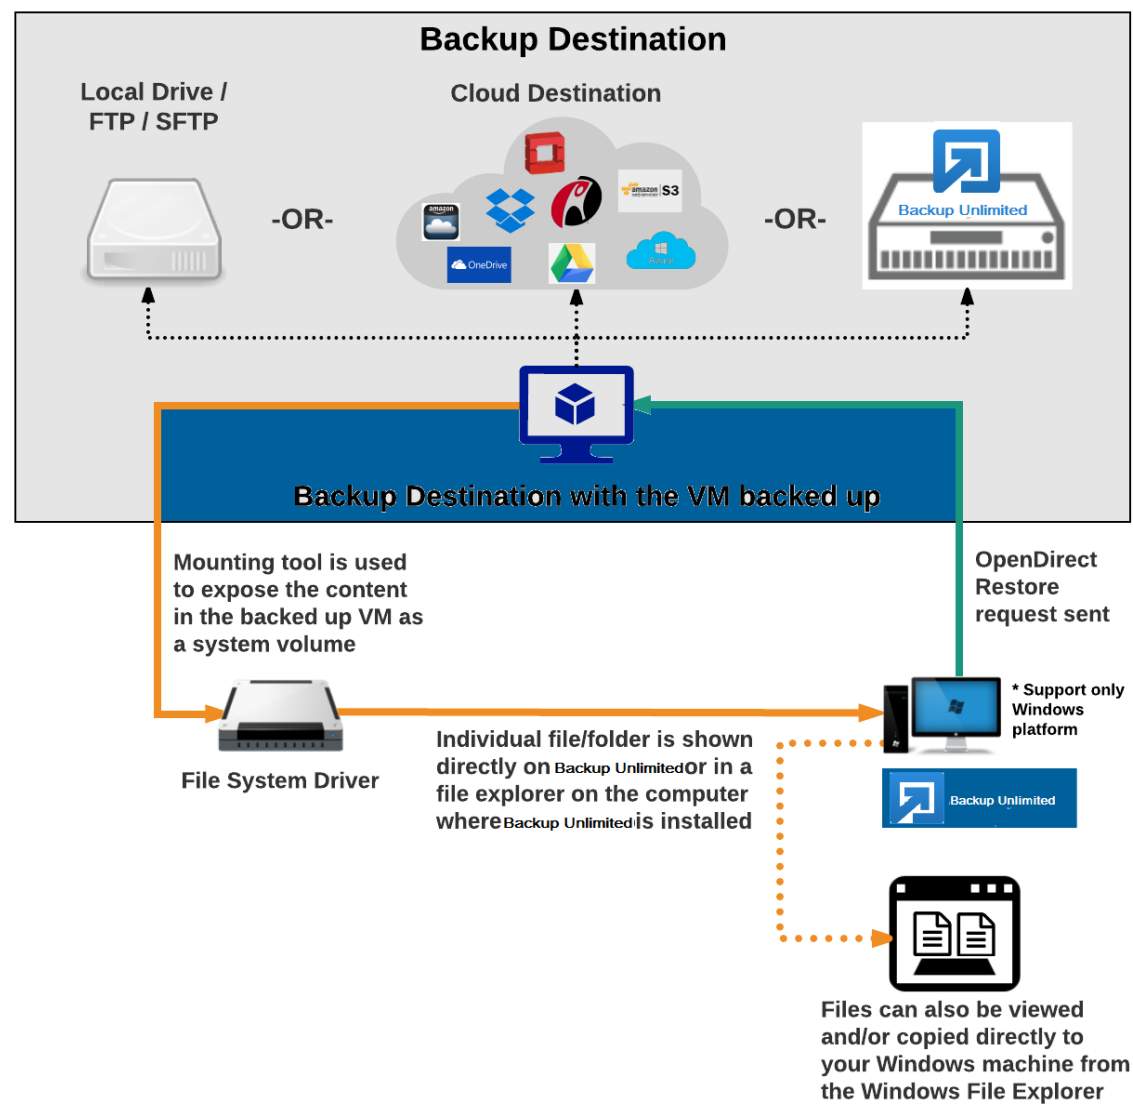 Backup Destination
Local Drive /
FTP / SFTP
Cloud Destination
-OR-
amazon
OneDrive
amazon
web services
S3
Azure
-OR-
Backup Unlimited
Backup Destination with the VM backed up
Mounting tool is used
to expose the content
in the backed up VM as
a system volume
OpenDirect
Restore
request sent
* Support only
Windows
platform
File System Driver
Individual file/folder is shown
directly on Backup Unlimited or in a
file explorer on the computer
where Backup Unlimited is installed
Backup Unlimited
Files can also be viewed
and/or copied directly to
your Windows machine from
the Windows File Explorer